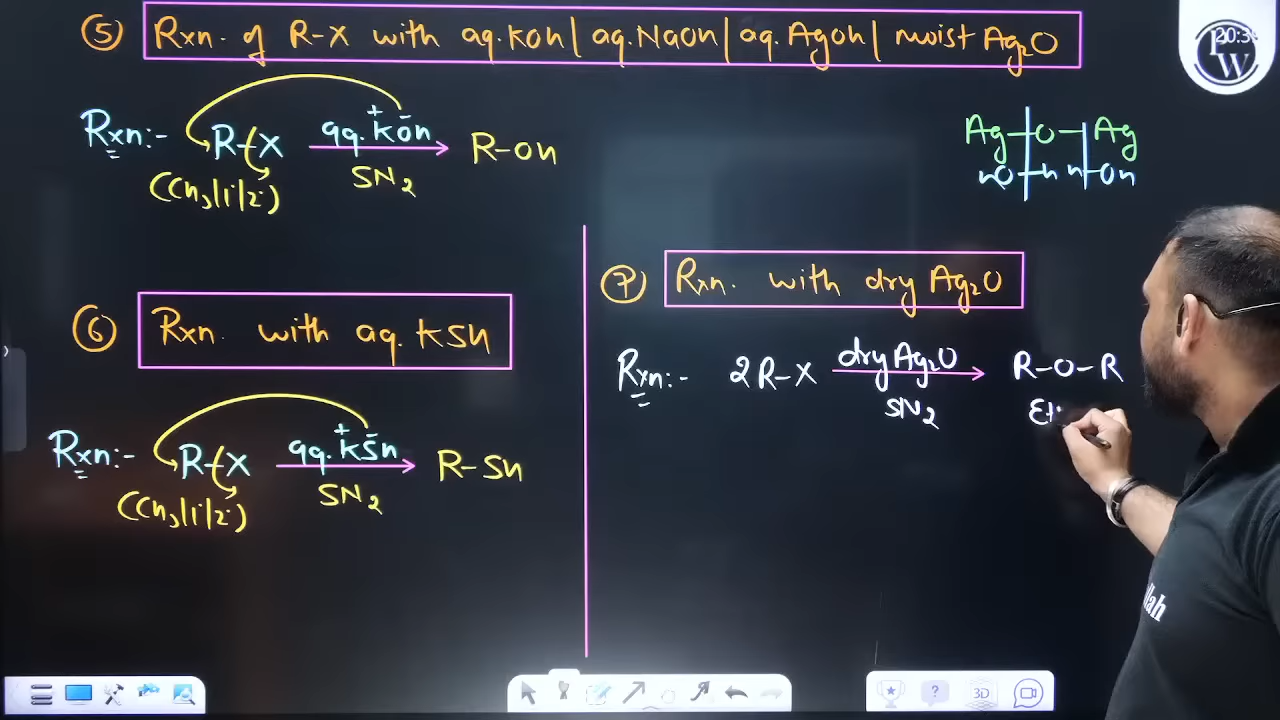 ⑤ Rxn. of R-X with aq.KOH | aq.NaOH | aq.AgOH | moist Ag₂O
Rxn:- R-X aq.K⁺O⁻H R-OH
SN₂
(CH₃|1°|2°)
Ag-O-Ag
HO-H H-OH
⑥ Rxn. with aq. KSH
Rxn:- R-X aq.K⁺S⁻H R-SH
SN₂
(CH₃|1°|2°)
⑦ Rxn. with dry Ag₂O
Rxn:- 2R-X dry Ag₂O R-O-R
SN₂
PW
3D